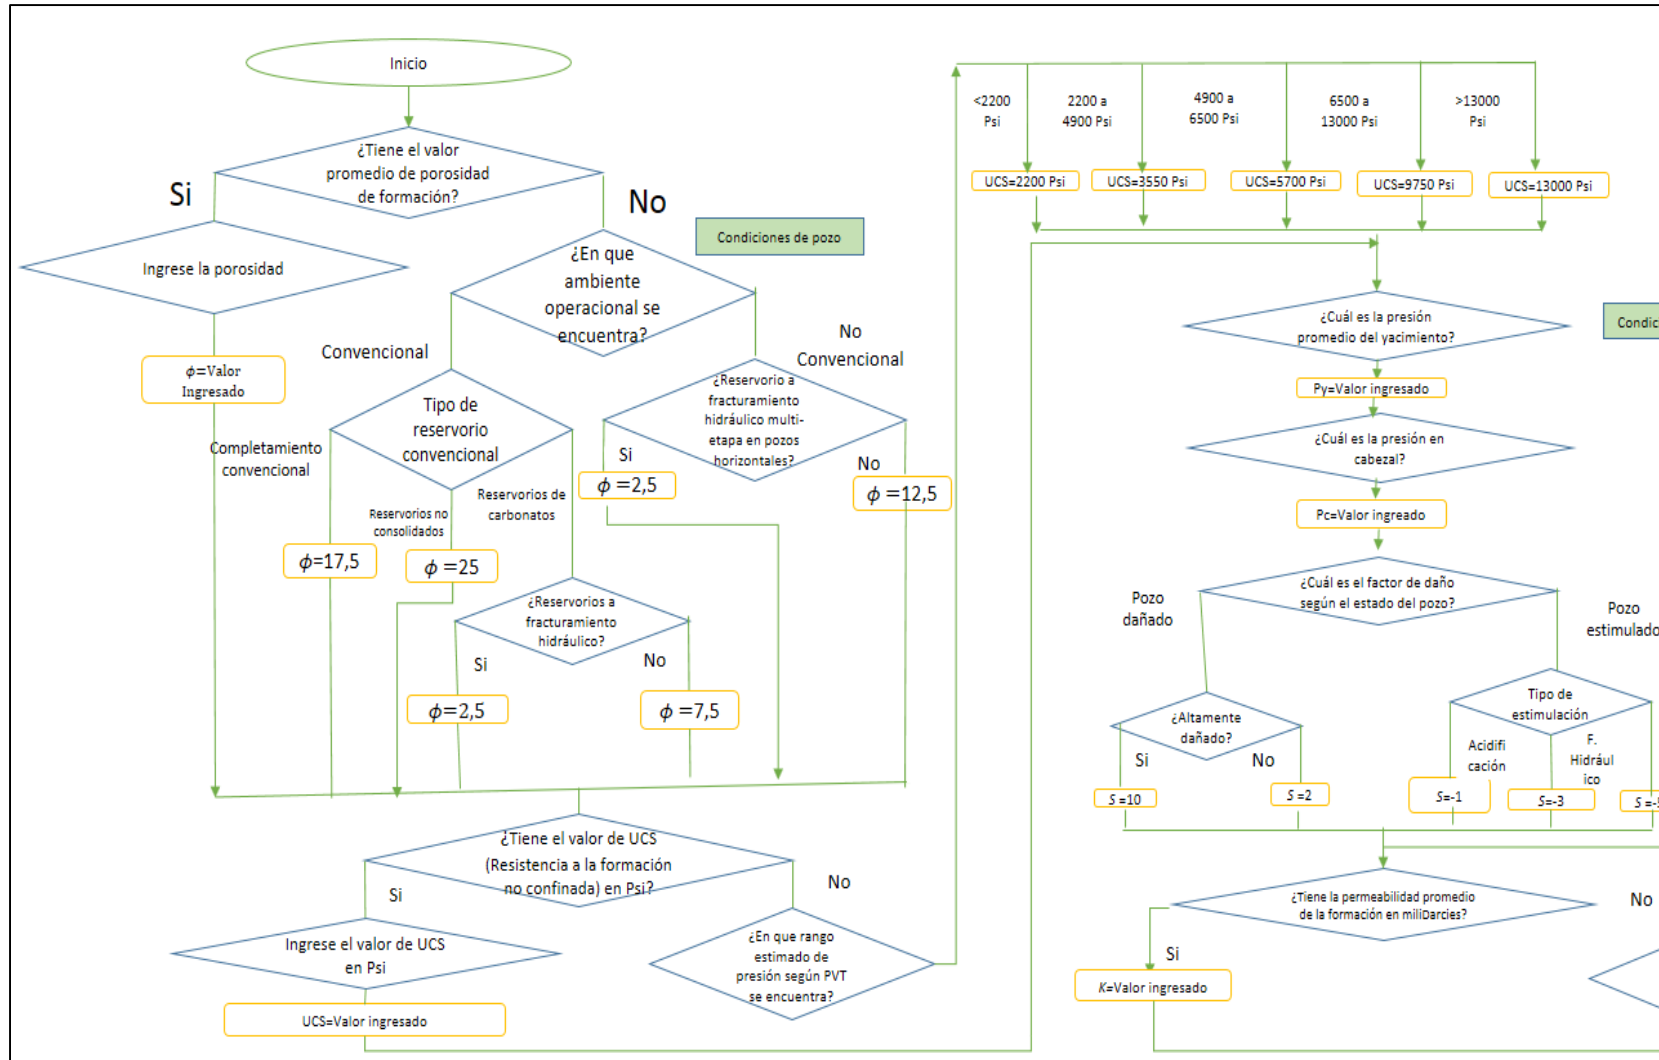 Inicio
¿Tiene el valor
promedio de porosidad
de formación?
Si
No
Condiciones de pozo
Ingrese la porosidad
¿En que
ambiente
operacional se
encuentra?
ϕ=Valor
Ingresado
Convencional
No
Convencional
Tipo de
reservorio
convencional
¿Reservorio a
fracturamiento
hidráulico multi-
etapa en pozos
horizontales?
Completamiento
convencional
Reservorios no
consolidados
Reservorios de
carbonatos
Si
No
ϕ =2,5
ϕ =12,5
ϕ=17,5
ϕ =25
¿Reservorios a
fracturamiento
hidráulico?
Si
No
ϕ=2,5
ϕ =7,5
¿Tiene el valor de UCS
(Resistencia a la formación
no confinada) en Psi?
Si
No
Ingrese el valor de UCS
en Psi
¿En que rango
estimado de
presión según PVT
se encuentra?
UCS=Valor ingresado
<2200
Psi
2200 a
4900 Psi
4900 a
6500 Psi
6500 a
13000 Psi
>13000
Psi
UCS=2200 Psi
UCS=3550 Psi
UCS=5700 Psi
UCS=9750 Psi
UCS=13000 Psi
¿Cuál es la presión
promedio del yacimiento?
Condic
Py=Valor ingresado
¿Cuál es la presión en
cabezal?
Pc=Valor ingreado
¿Cuál es el factor de daño
según el estado del pozo?
Pozo
dañado
Pozo
estimulado
¿Altamente
dañado?
Tipo de
estimulación
Si
No
Acidifi
cación
F.
Hidrául
ico
S =10
S =2
S=-1
S=-3
S =-5
¿Tiene la permeabilidad promedio
de la formación en miliDarcies?
No
Si
K=Valor ingresado